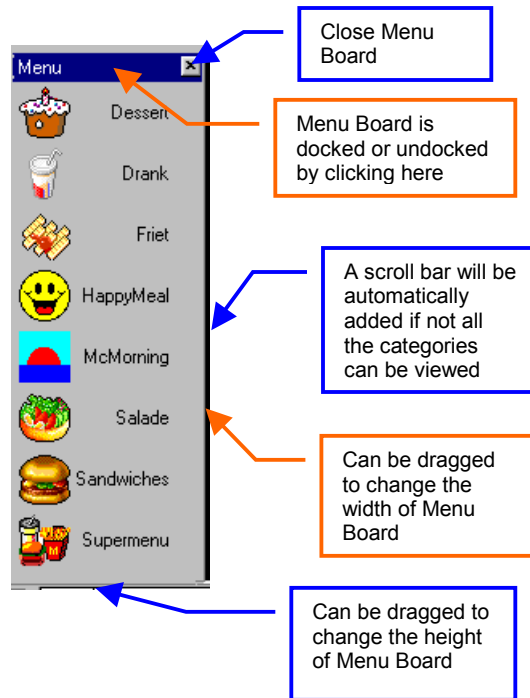 Menu
Dessert
Drank
Friet
HappyMeal
McMorning
Salade
Sandwiches
Supermenu
Close Menu
Board
Menu Board is
docked or undocked
by clicking here
A scroll bar will be
automatically
added if not all
the categories
can be viewed
Can be dragged
to change the
width of Menu
Board
Can be dragged to
change the height
of Menu Board